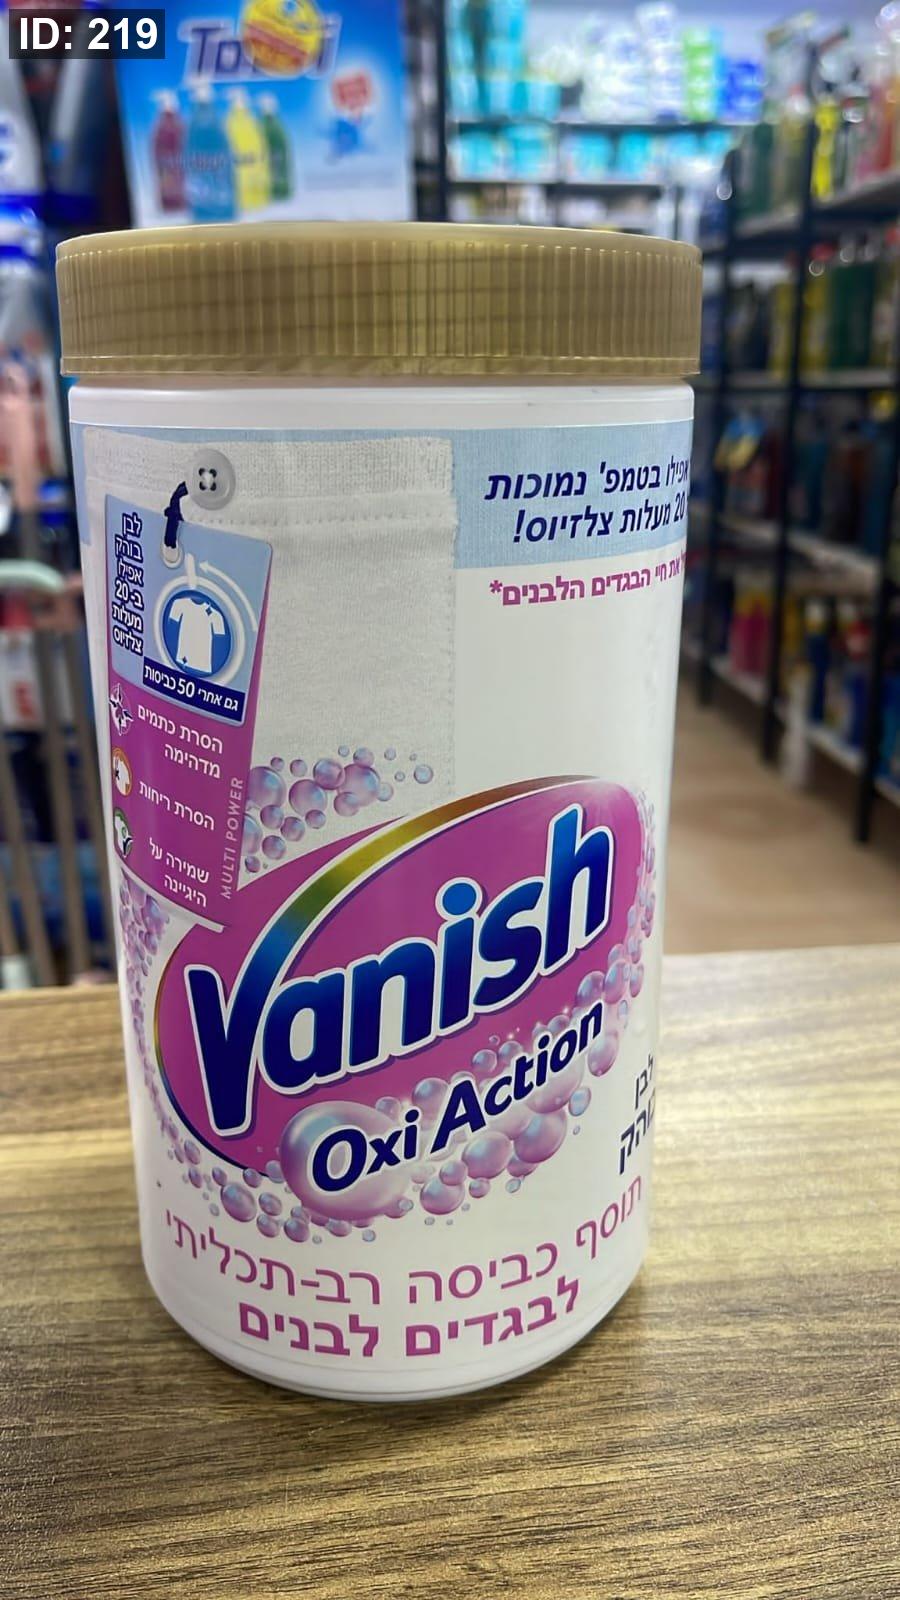 ID: 219
אפילו בטמפ' נמוכות
20 מעלות צלזיוס!
את חיי הבגדים הלבנים*
לבן
בוהק
אפילו
ב-20
מעלות
צלזיוס
גם אחרי 50 כביסות
הסרת כתמים
מדהימה
הסרת ריחות
שמירה על
היגיינה
MULTI POWER
Vanish
Oxi Action
לבן
בוהק
תוסף כביסה רב-תכליתי
לבגדים לבנים